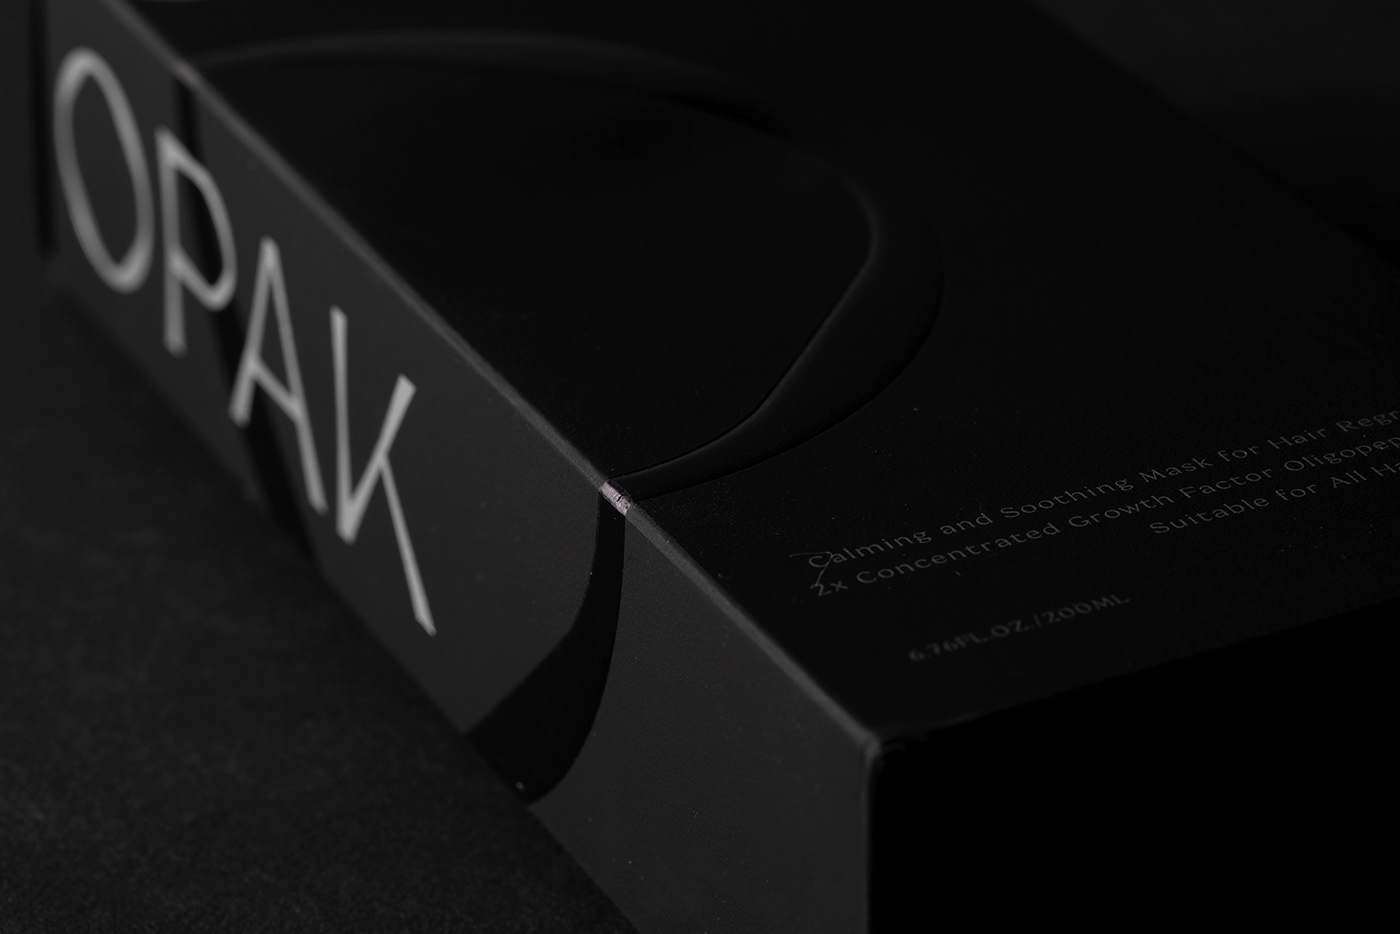 OPAK
Calming and Soothing Mask for Hair
2x Concentrated Growth Factor
Suitable for All
6.76FL.OZ./200ML